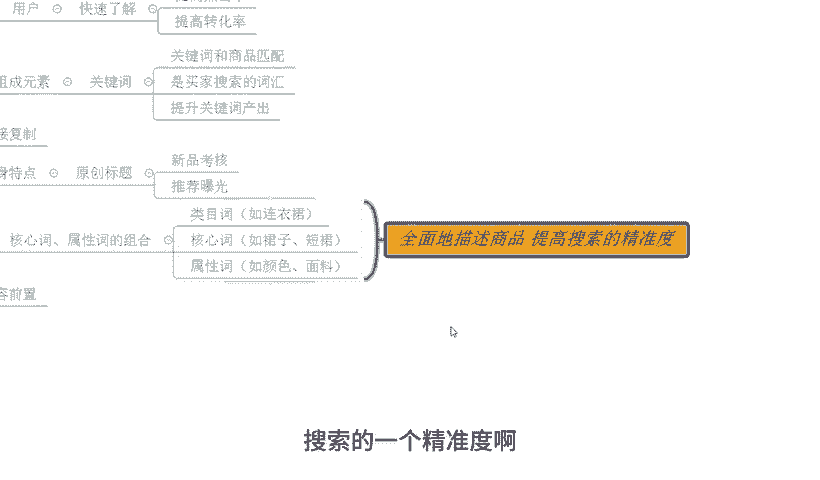 用户 快速了解
提高转化率
组成元素 关键词
关键词和商品匹配
是买家搜索的词汇
提升关键词产出
接复制
身特点 原创标题
新品考核
推荐曝光
核心词、属性词的组合
类目词（如连衣裙）
核心词（如裙子、短裙）
属性词（如颜色、面料）
全面地描述商品 提高搜索的精准度
容前置
搜索的一个精准度啊